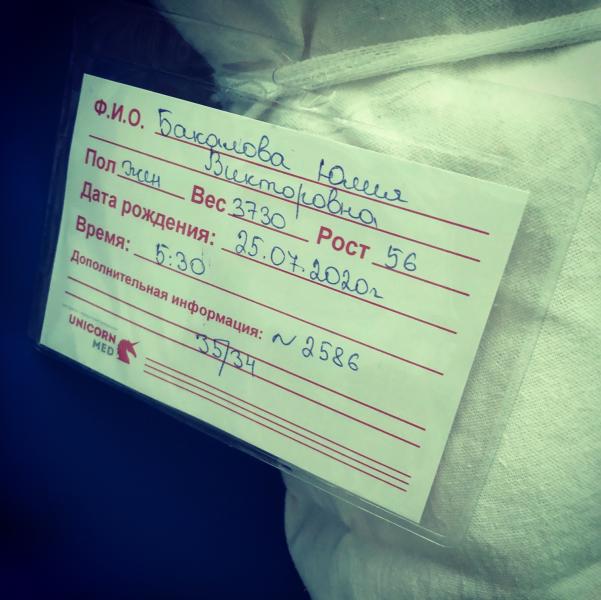 Ф.И.О. Бакалова Юлия
Викторовна
Пол жен Вес 3730 Рост 56
Дата рождения: 25.07.2020г
Время: 5:30
Дополнительная информация: N 2586
35/34
UNICORN
MED